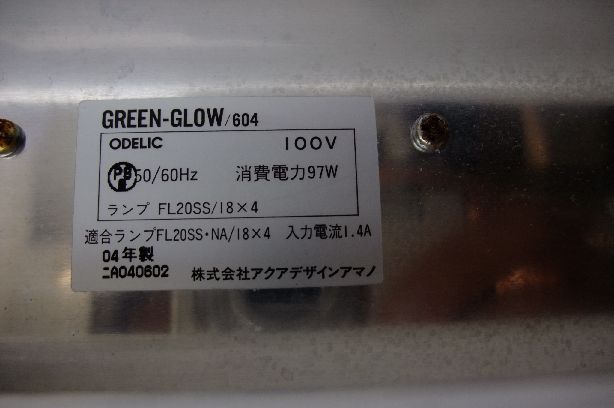 GREEN-GLOW/604
ODELIC 100V
PSE 50/60Hz 消費電力97W
ランプ FL20SS/18×4
適合ランプFL20SS・NA/18×4 入力電流1.4A
04年製
ニA040602 株式会社アクアデザインアマノ